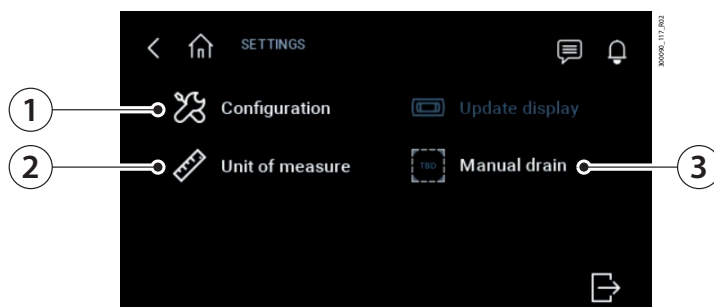 SETTINGS
300090_117_R02
1
Configuration
Update display
2
Unit of measure
TBD
Manual drain
3